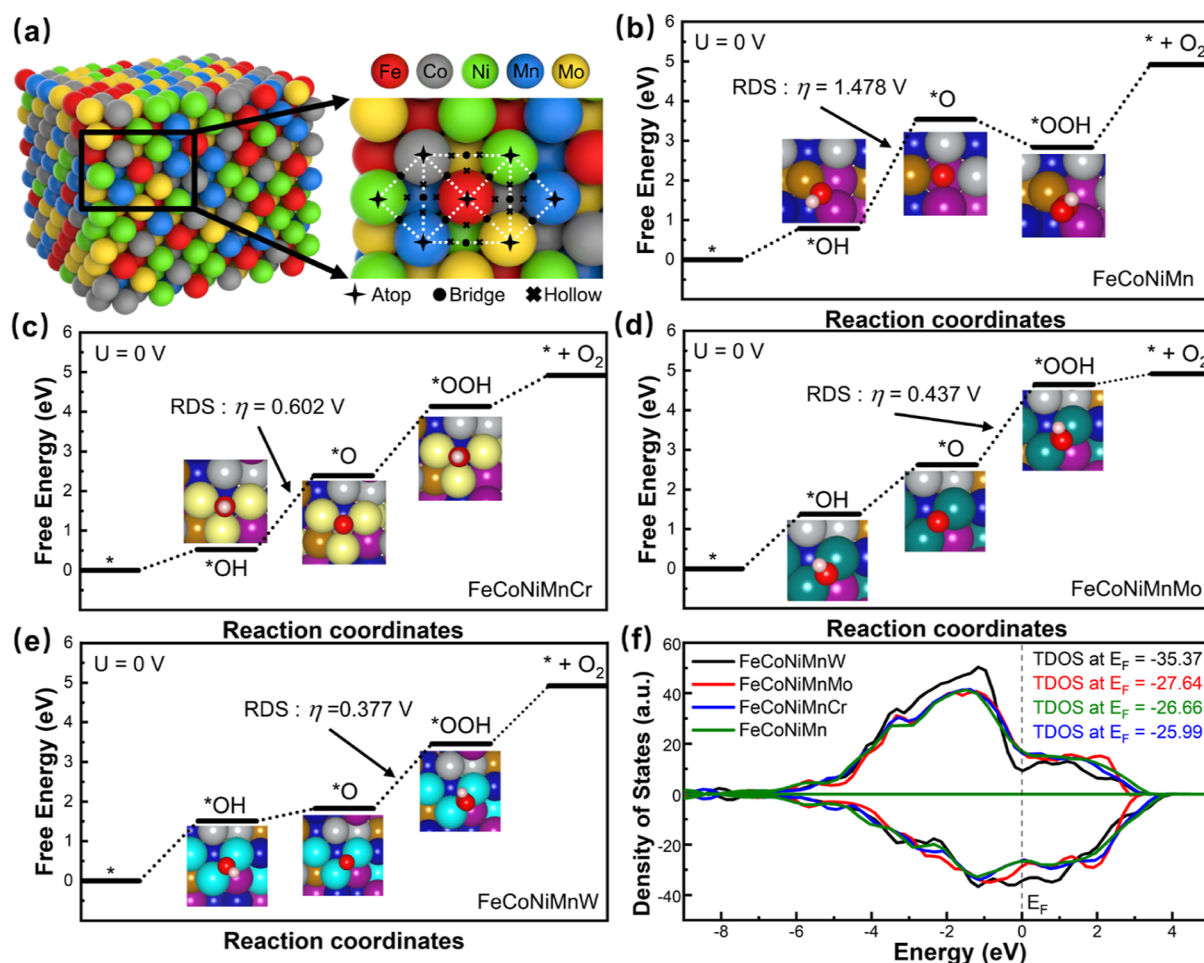 (a)
Fe Co Ni Mn Mo
Atop Bridge Hollow
(b)
U = 0 V
RDS : η = 1.478 V
*
*OH
*O
*OOH
* + O₂
FeCoNiMn
Free Energy (eV)
6
5
4
3
2
1
0
Reaction coordinates
(c)
U = 0 V
RDS : η = 0.602 V
*
*OH
*O
*OOH
* + O₂
FeCoNiMnCr
Free Energy (eV)
6
5
4
3
2
1
0
Reaction coordinates
(d)
U = 0 V
RDS : η = 0.437 V
*
*OH
*O
*OOH
* + O₂
FeCoNiMnMo
Free Energy (eV)
6
5
4
3
2
1
0
Reaction coordinates
(e)
U = 0 V
RDS : η =0.377 V
*
*OH
*O
*OOH
* + O₂
FeCoNiMnW
Free Energy (eV)
6
5
4
3
2
1
0
Reaction coordinates
(f)
FeCoNiMnW
FeCoNiMnMo
FeCoNiMnCr
FeCoNiMn
TDOS at E_F = -35.37
TDOS at E_F = -27.64
TDOS at E_F = -26.66
TDOS at E_F = -25.99
E_F
Density of States (a.u.)
60
40
20
0
-20
-40
-8 -6 -4 -2 0 2 4
Energy (eV)